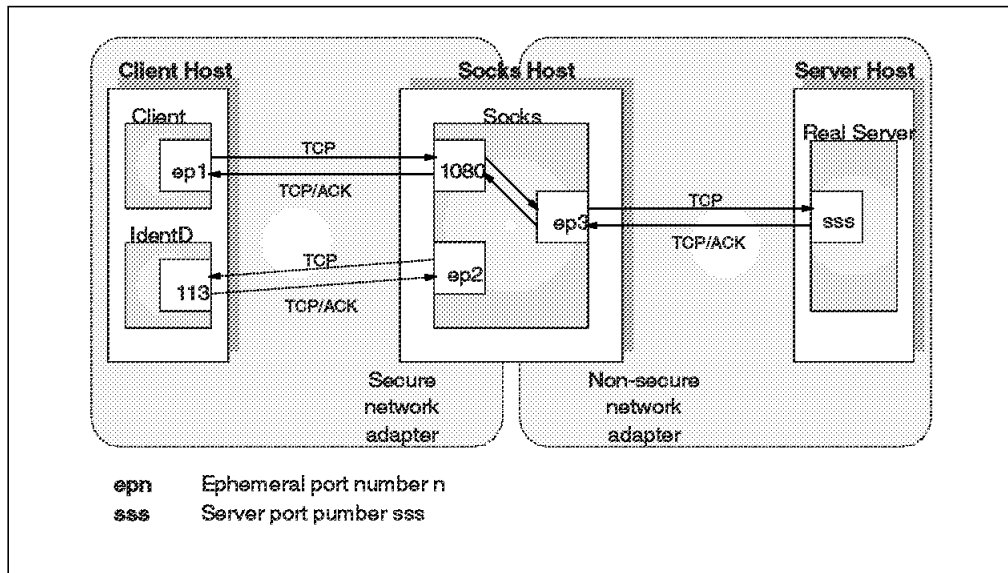 Client Host
Socks Host
Server Host
Client
Socks
Real Server
TCP
ep1
1080
TCP/ACK
TCP
ep3
sss
TCP/ACK
IdentD
TCP
ep2
113
TCP/ACK
Secure
network
adapter
Non-secure
network
adapter
epn Ephemeral port number n
sss Server port pumber sss